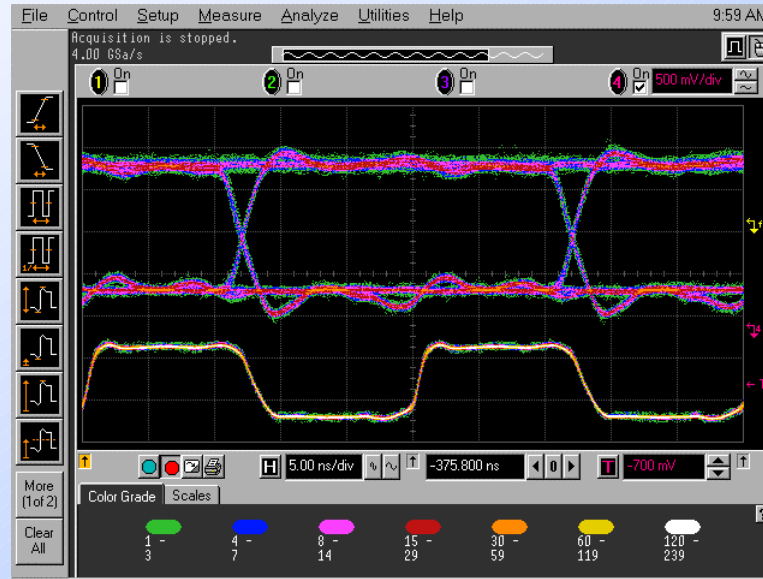 File Control Setup Measure Analyze Utilities Help 9:59 AM
Acquisition is stopped.
4.00 GSa/s
1 On 2 On 3 On 4 On 500 mV/div
H 5.00 ns/div -375.800 ns 0 T -700 mV
More
(1of 2)
Clear
All
Color Grade Scales
1 - 4 - 8 - 15 - 30 - 60 - 120 -
3 7 14 29 59 119 239